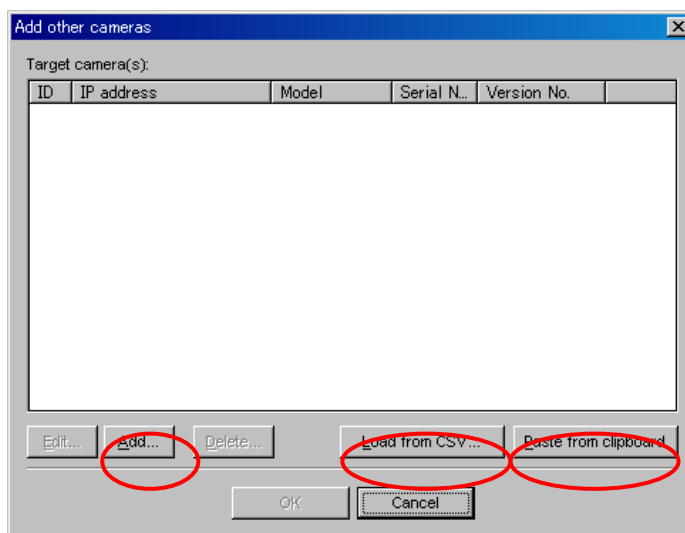 Add other cameras
Target camera(s):
ID IP address Model Serial N... Version No.
Edit... Add... Delete... Load from CSV... Paste from clipboard
OK Cancel